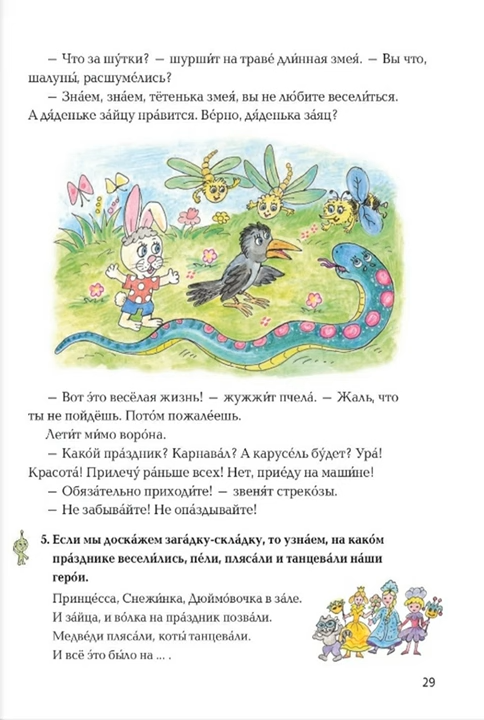 — Что за шу́тки? — шурши́т на траве́ дли́нная змея́. — Вы что,
шалуны́, расшуме́лись?
— Зна́ем, зна́ем, тётенька змея́, вы не лю́бите весели́ться.
А дя́деньке за́йцу нра́вится. Ве́рно, дя́денька за́яц?
— Вот э́то весёлая жизнь! — жужжи́т пчела́. — Жаль, что
ты не пойдёшь. Пото́м пожале́ешь.
Лети́т ми́мо воро́на.
— Како́й пра́здник? Карнава́л? А карусе́ль бу́дет? Ура́!
Красота́! Прилечу́ ра́ньше всех! Нет, прие́ду на маши́не!
— Обяза́тельно приходи́те! — звеня́т стреко́зы.
— Не забыва́йте! Не опа́здывайте!
5. Если мы доска́жем зага́дку-скла́дку, то узна́ем, на како́м
пра́зднике весели́лись, пе́ли, пляса́ли и танцева́ли на́ши
геро́и.
Принце́сса, Снежи́нка, Дюймо́вочка в за́ле.
И за́йца, и во́лка на пра́здник позва́ли.
Медве́ди пляса́ли, коты́ танцева́ли.
И всё э́то бы́ло на ... .
29